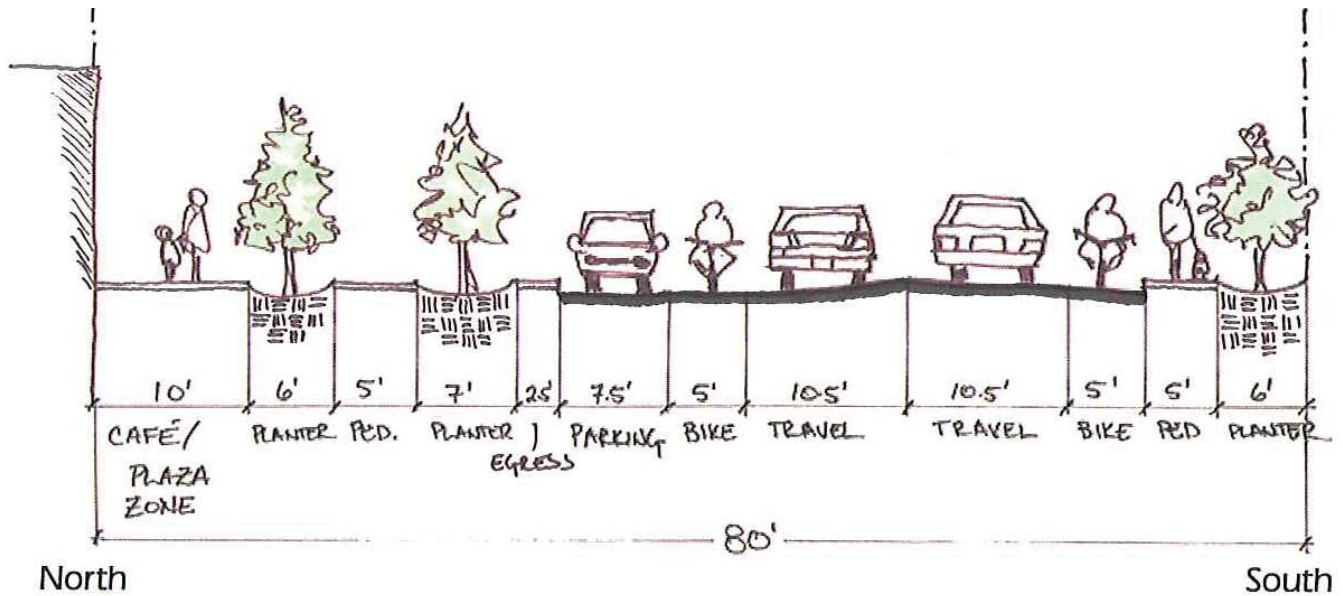 10' 6' 5' 7' 2.5' 7.5' 5' 10.5' 10.5' 5' 5' 6'
CAFÉ/ PLANTER PED. PLANTER PARKING BIKE TRAVEL TRAVEL BIKE PED PLANTER
EGRESS
PLAZA
ZONE
80'
North South